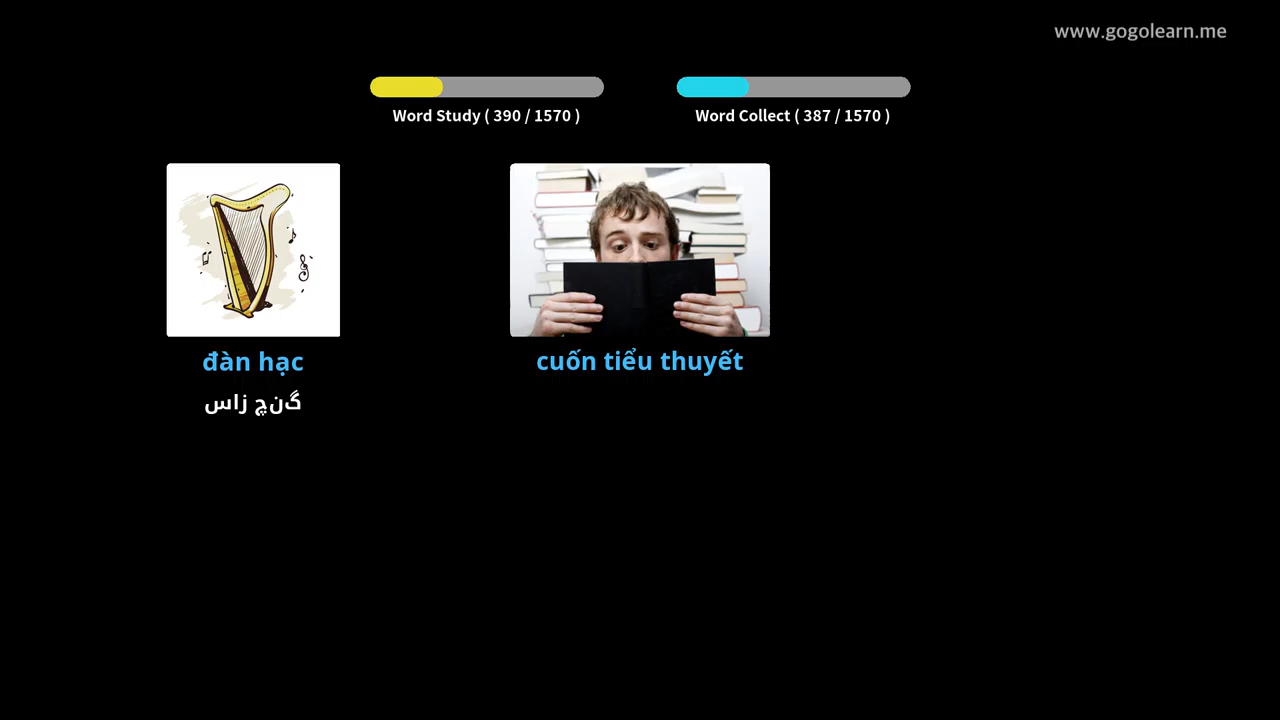 www.gogolearn.me
Word Study ( 390 / 1570 )
Word Collect ( 387 / 1570 )
đàn hạc
cuốn tiểu thuyết
گنچ زاس